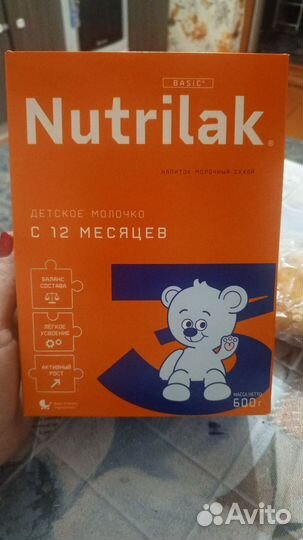 BASIC+
Nutrilak®
НАПИТОК МОЛОЧНЫЙ СУХОЙ
ДЕТСКОЕ МОЛОЧКО
С 12 МЕСЯЦЕВ
3
БАЛАНС
СОСТАВА
ЛЁГКОЕ
УСВОЕНИЕ
АКТИВНЫЙ
РОСТ
МАССА НЕТТО
600 г
Avito